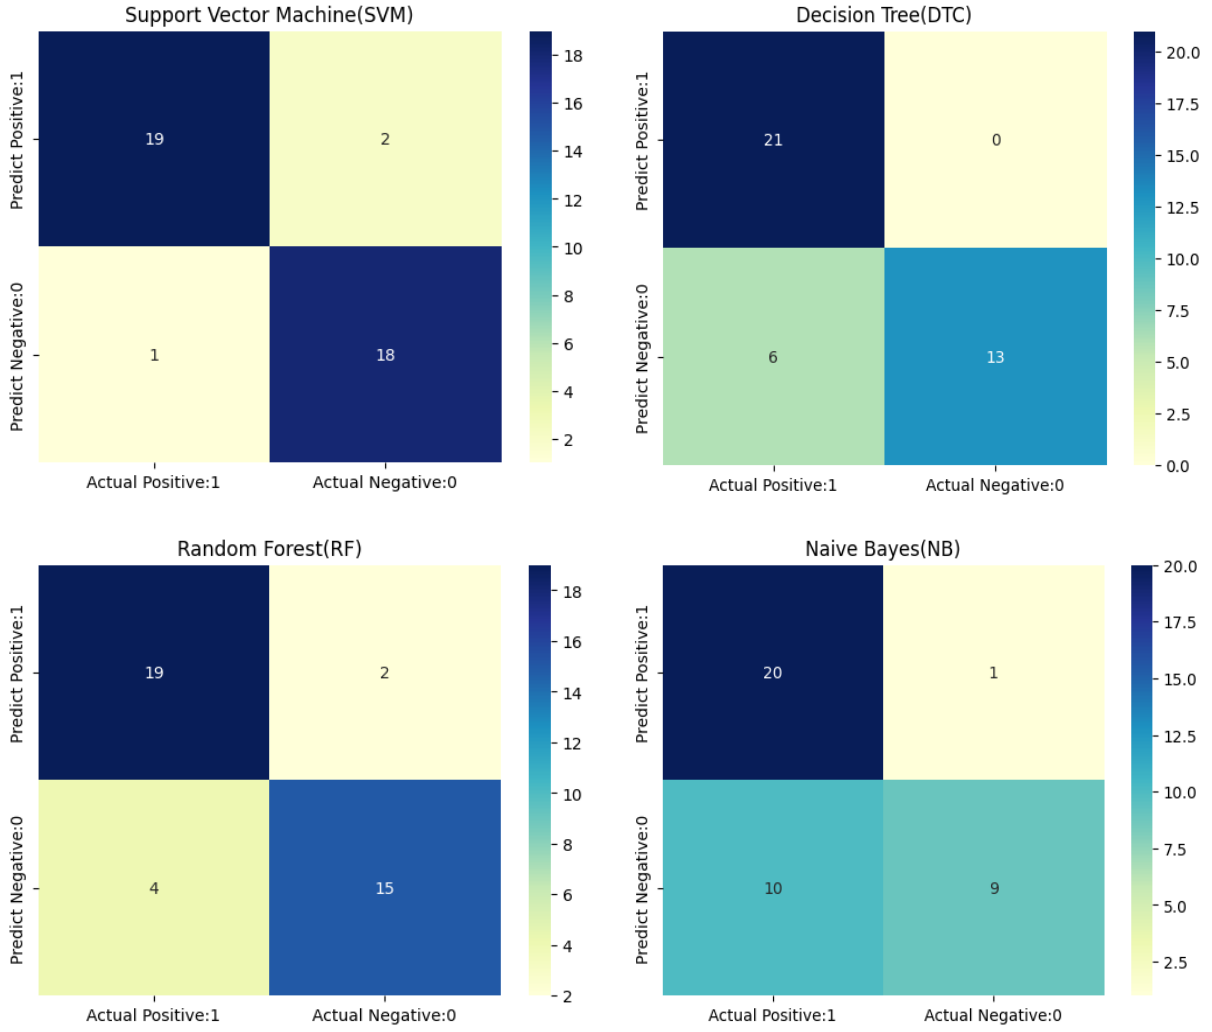 Support Vector Machine(SVM)
Predict Positive:1
19
2
Predict Negative:0
1
18
Actual Positive:1
Actual Negative:0
18
16
14
12
10
8
6
4
2
Decision Tree(DTC)
Predict Positive:1
21
0
Predict Negative:0
6
13
Actual Positive:1
Actual Negative:0
20.0
17.5
15.0
12.5
10.0
7.5
5.0
2.5
0.0
Random Forest(RF)
Predict Positive:1
19
2
Predict Negative:0
4
15
Actual Positive:1
Actual Negative:0
18
16
14
12
10
8
6
4
2
Naive Bayes(NB)
Predict Positive:1
20
1
Predict Negative:0
10
9
Actual Positive:1
Actual Negative:0
20.0
17.5
15.0
12.5
10.0
7.5
5.0
2.5